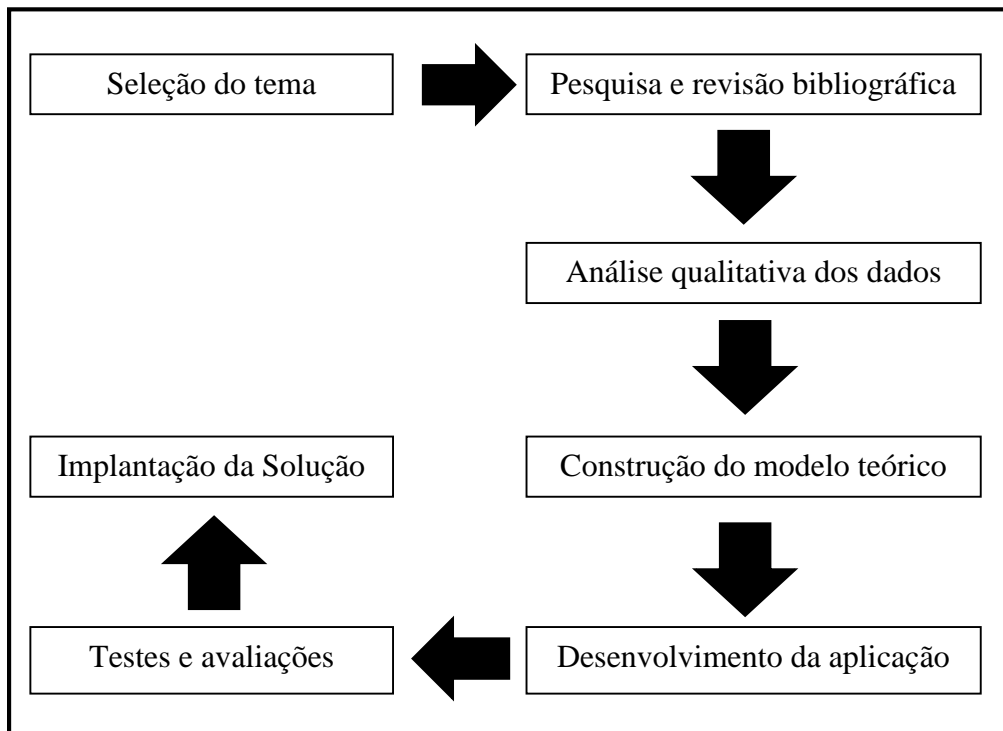 Seleção do tema
Pesquisa e revisão bibliográfica
Análise qualitativa dos dados
Construção do modelo teórico
Desenvolvimento da aplicação
Testes e avaliações
Implantação da Solução